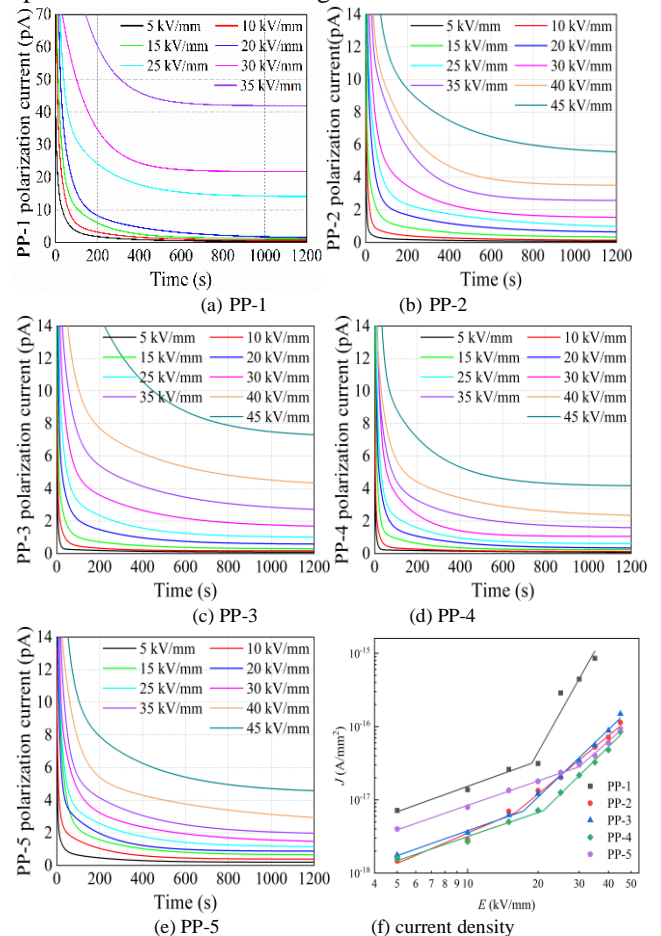 PP-1 polarization current (pA)
70
60
50
40
30
20
10
0
5 kV/mm 10 kV/mm
15 kV/mm 20 kV/mm
25 kV/mm 30 kV/mm
35 kV/mm
0 200 400 600 800 1000 1200
Time (s)
(a) PP-1
PP-2 polarization current(pA)
14
12
10
8
6
4
2
0
5 kV/mm 10 kV/mm
15 kV/mm 20 kV/mm
25 kV/mm 30 kV/mm
35 kV/mm 40 kV/mm
45 kV/mm
0 200 400 600 800 1000 1200
Time (s)
(b) PP-2
PP-3 polarization current (pA)
14
12
10
8
6
4
2
0
5 kV/mm 10 kV/mm
15 kV/mm 20 kV/mm
25 kV/mm 30 kV/mm
35 kV/mm 40 kV/mm
45 kV/mm
0 200 400 600 800 1000 1200
Time (s)
(c) PP-3
PP-4 polarization current (pA)
14
12
10
8
6
4
2
0
5 kV/mm 10 kV/mm
15 kV/mm 20 kV/mm
25 kV/mm 30 kV/mm
35 kV/mm 40 kV/mm
45 kV/mm
0 200 400 600 800 1000 1200
Time (s)
(d) PP-4
PP-5 polarization current (pA)
14
12
10
8
6
4
2
0
5 kV/mm 10 kV/mm
15 kV/mm 20 kV/mm
25 kV/mm 30 kV/mm
35 kV/mm 40 kV/mm
45 kV/mm
0 200 400 600 800 1000 1200
Time (s)
(e) PP-5
J (A/mm²)
10⁻¹⁵
10⁻¹⁶
10⁻¹⁷
10⁻¹⁸
PP-1
PP-2
PP-3
PP-4
PP-5
4 5 6 7 8 9 10 20 30 40 50
E (kV/mm)
(f) current density